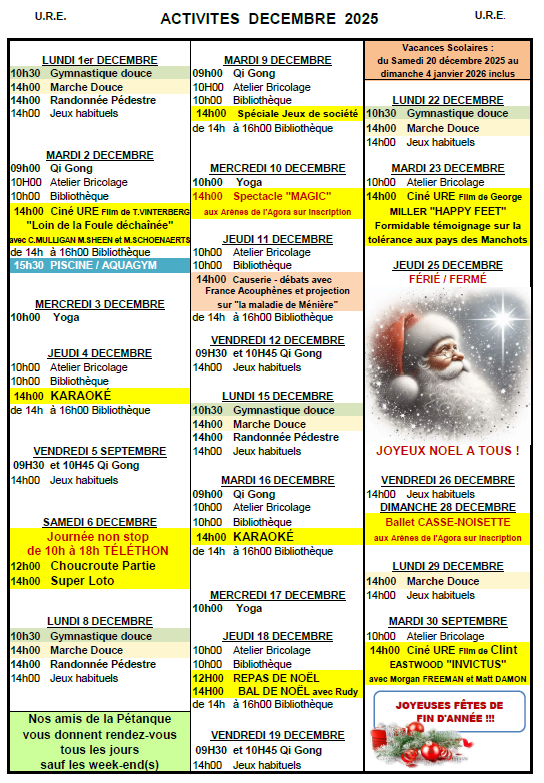 U.R.E.
ACTIVITES DECEMBRE 2025
U.R.E.
LUNDI 1er DECEMBRE
10h30 Gymnastique douce
14h00 Marche Douce
14h00 Randonnée Pédestre
14h00 Jeux habituels
MARDI 2 DECEMBRE
09h00 Qi Gong
10H00 Atelier Bricolage
10h00 Bibliothèque
14h00 Ciné URE Film de T.VINTERBERG
"Loin de la Foule déchaînée"
avec C.MULLIGAN M.SHEEN et M.SCHOENAERTS
de 14h à 16h00 Bibliothèque
15h30 PISCINE / AQUAGYM
MERCREDI 3 DECEMBRE
10h00 Yoga
JEUDI 4 DECEMBRE
10h00 Atelier Bricolage
10h00 Bibliothèque
14h00 KARAOKÉ
de 14h à 16h00 Bibliothèque
VENDREDI 5 SEPTEMBRE
09H30 et 10H45 Qi Gong
14h00 Jeux habituels
SAMEDI 6 DECEMBRE
Journée non stop
de 10h à 18h TÉLÉTHON
12h00 Choucroute Partie
14h00 Super Loto
LUNDI 8 DECEMBRE
10h30 Gymnastique douce
14h00 Marche Douce
14h00 Randonnée Pédestre
14h00 Jeux habituels
Nos amis de la Pétanque
vous donnent rendez-vous
tous les jours
sauf les week-end(s)
MARDI 9 DECEMBRE
09h00 Qi Gong
10H00 Atelier Bricolage
10h00 Bibliothèque
14h00 Spéciale Jeux de société
de 14h à 16h00 Bibliothèque
MERCREDI 10 DECEMBRE
10h00 Yoga
14h00 Spectacle "MAGIC"
aux Arènes de l'Agora sur inscription
JEUDI 11 DECEMBRE
10h00 Atelier Bricolage
10h00 Bibliothèque
14h00 Causerie - débats avec
France Acouphènes et projection
sur "la maladie de Ménière"
de 14h à 16h00 Bibliothèque
VENDREDI 12 DECEMBRE
09H30 et 10H45 Qi Gong
14h00 Jeux habituels
LUNDI 15 DECEMBRE
10h30 Gymnastique douce
14h00 Marche Douce
14h00 Randonnée Pédestre
14h00 Jeux habituels
MARDI 16 DECEMBRE
09h00 Qi Gong
10h00 Atelier Bricolage
10h00 Bibliothèque
14h00 KARAOKÉ
de 14h à 16h00 Bibliothèque
MERCREDI 17 DECEMBRE
10h00 Yoga
JEUDI 18 DECEMBRE
10h00 Atelier Bricolage
10h00 Bibliothèque
12H00 REPAS DE NOËL
14H00 BAL DE NOËL avec Rudy
de 14h à 16h00 Bibliothèque
VENDREDI 19 DECEMBRE
09H30 et 10H45 Qi Gong
14h00 Jeux habituels
Vacances Scolaires :
du Samedi 20 décembre 2025 au
dimanche 4 janvier 2026 inclus
LUNDI 22 DECEMBRE
10h30 Gymnastique douce
14h00 Marche Douce
14h00 Jeux habituels
MARDI 23 DECEMBRE
10h00 Atelier Bricolage
14h00 Ciné URE Film de George
MILLER "HAPPY FEET"
Formidable témoignage sur la
tolérance aux pays des Manchots
JEUDI 25 DECEMBRE
FÉRIÉ / FERMÉ
JOYEUX NOEL A TOUS !
VENDREDI 26 DECEMBRE
14h00 Jeux habituels
DIMANCHE 28 DECEMBRE
Ballet CASSE-NOISETTE
aux Arènes de l'Agora sur inscription
LUNDI 29 DECEMBRE
14h00 Marche Douce
14h00 Jeux habituels
MARDI 30 SEPTEMBRE
10h00 Atelier Bricolage
14h00 Ciné URE Film de Clint
EASTWOOD "INVICTUS"
avec Morgan FREEMAN et Matt DAMON
JOYEUSES FÊTES DE
FIN D'ANNÉE !!!